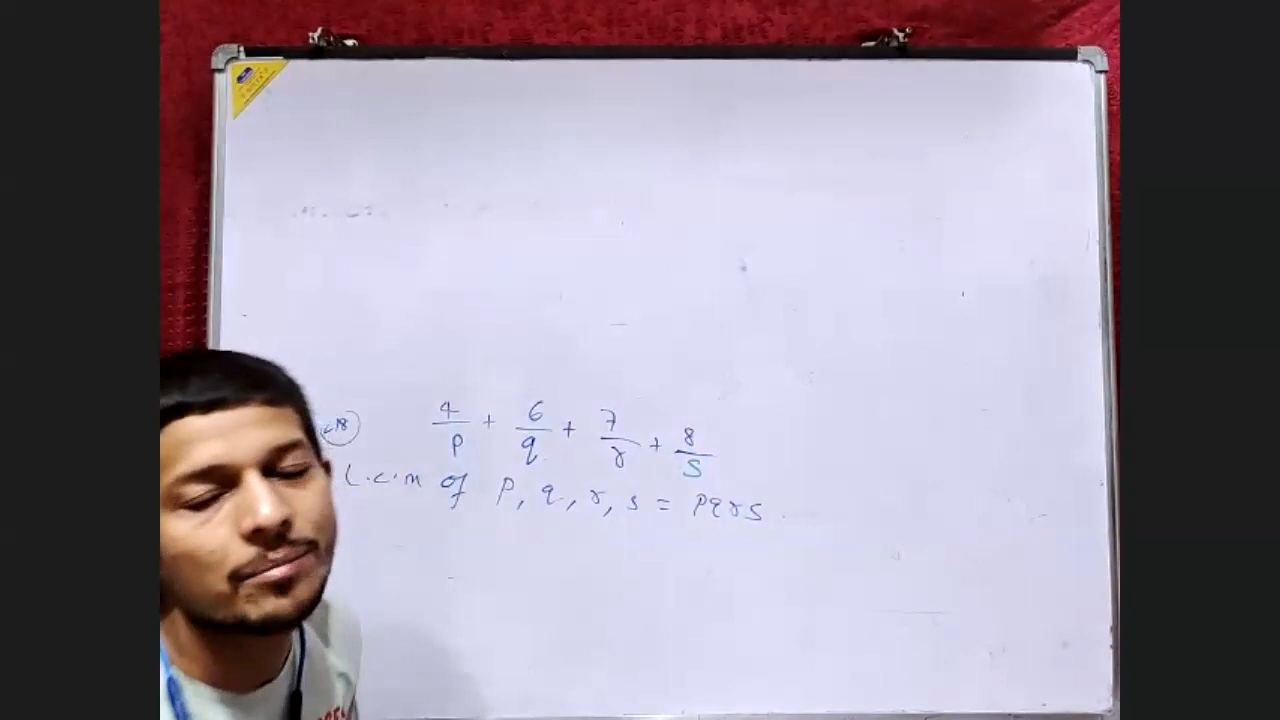 4/p + 6/q + 7/r + 8/s
L.c.m of p, q, r, s = pqrs